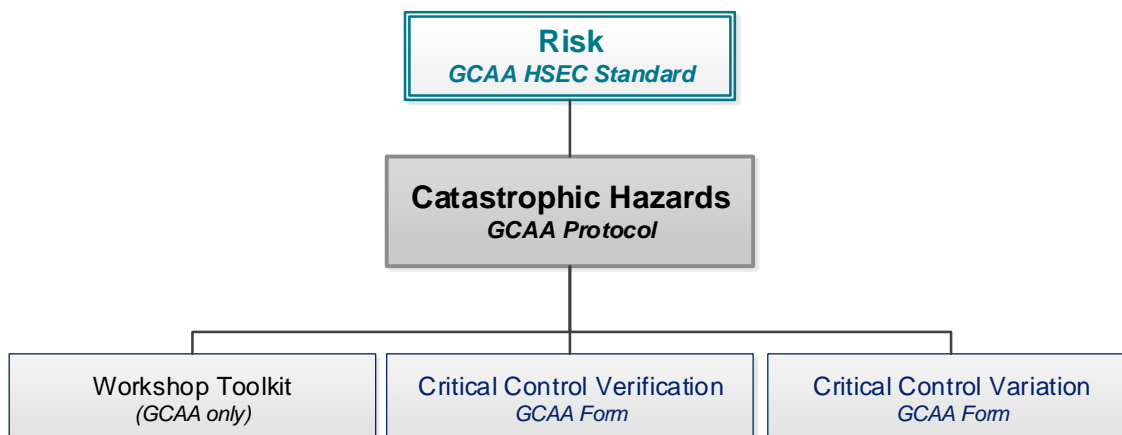 Risk
GCAA HSEC Standard
Catastrophic Hazards
GCAA Protocol
Workshop Toolkit
(GCAA only)
Critical Control Verification
GCAA Form
Critical Control Variation
GCAA Form